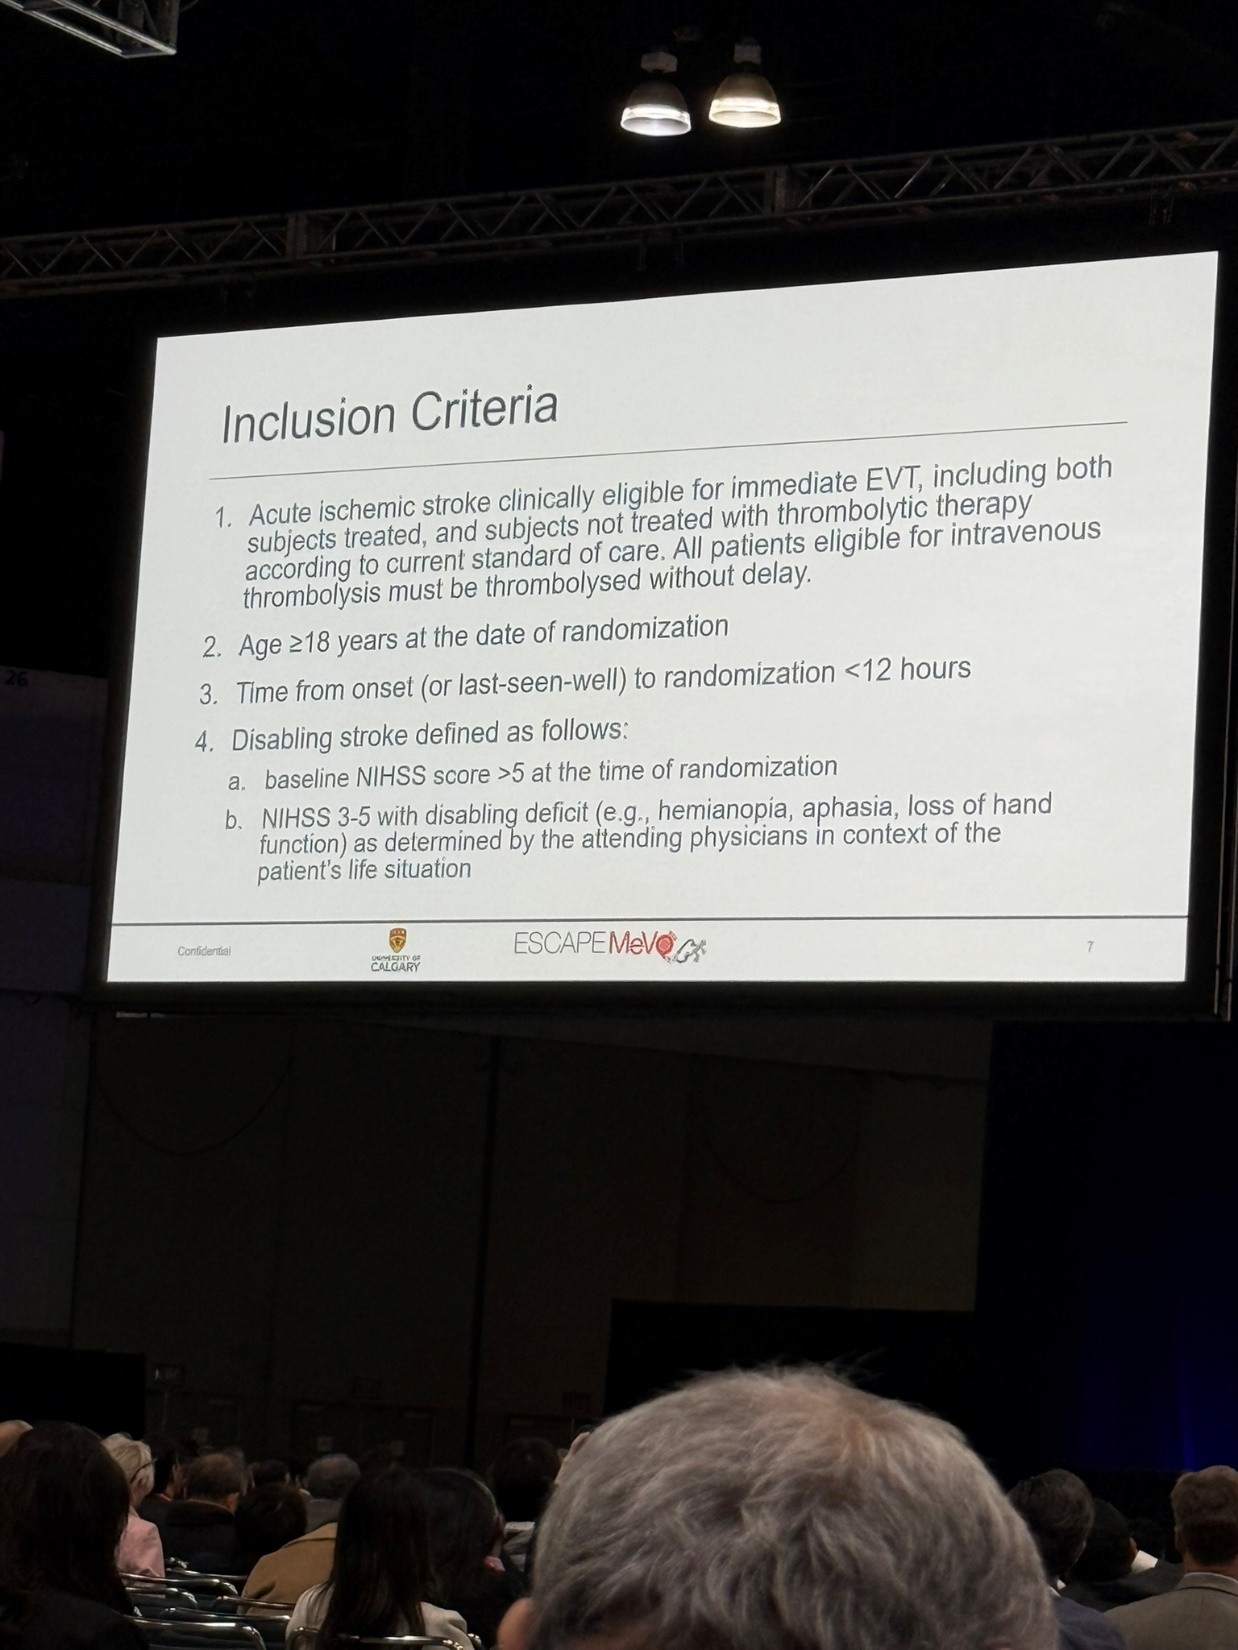 Inclusion Criteria
1. Acute ischemic stroke clinically eligible for immediate EVT, including both
subjects treated, and subjects not treated with thrombolytic therapy
according to current standard of care. All patients eligible for intravenous
thrombolysis must be thrombolysed without delay.
2. Age ≥18 years at the date of randomization
3. Time from onset (or last-seen-well) to randomization <12 hours
4. Disabling stroke defined as follows:
a. baseline NIHSS score >5 at the time of randomization
b. NIHSS 3-5 with disabling deficit (e.g., hemianopia, aphasia, loss of hand
function) as determined by the attending physicians in context of the
patient's life situation
Confidential
UNIVERSITY OF
CALGARY
ESCAPE MeVO
7
26